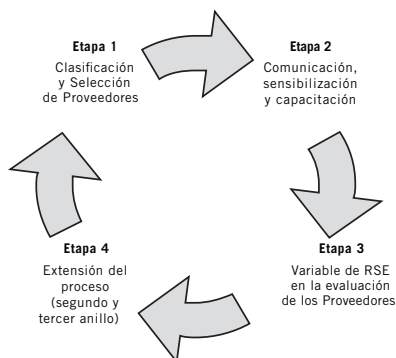 Etapa 1
Clasificación
y Selección
de Proveedores
Etapa 2
Comunicación,
sensibilización
y capacitación
Etapa 3
Variable de RSE
en la evaluación
de los Proveedores
Etapa 4
Extensión del
proceso
(segundo y
tercer anillo)